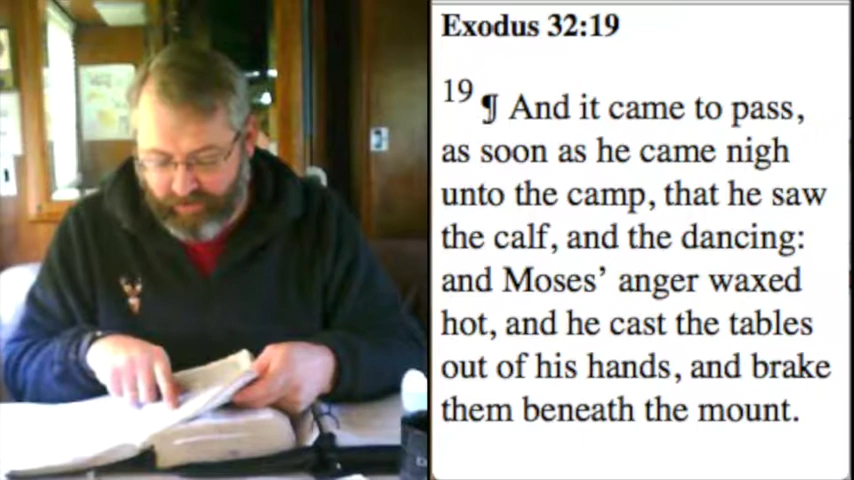 Exodus 32:19
19 ¶ And it came to pass,
as soon as he came nigh
unto the camp, that he saw
the calf, and the dancing:
and Moses’ anger waxed
hot, and he cast the tables
out of his hands, and brake
them beneath the mount.